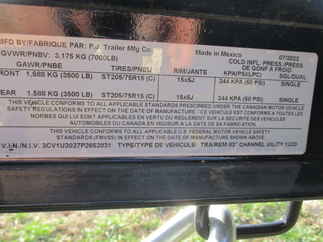 MFD BY/FABRIQUE PAR: PJ Trailer Mfg Co. Made in Mexico 07/2022
GVWR/PNBV: 3,175 KG (7000LB) COLD INFL. PRESS./PRESS.
DE GONF A FROID
GAWR/PNBE TIRES/PNEU RIM/JANTE KPA(PSI/LPC) SGL/DUAL
FRONT 1,588 KG (3500 LB) ST205/75R15 (C) 15x5J 344 KPA (50 PSI) SINGLE
REAR 1,588 KG (3500 LB) ST205/75R15 (C) 15x5J 344 KPA (50 PSI) SINGLE
THIS VEHICLE CONFORMS TO ALL APPLICABLE STANDARDS PRESCRIBED UNDER THE CANADIAN MOTOR VEHICLE
SAFETY REGULATIONS IN EFFECT ON THE DATE OF MANUFACTURE / CE VEHICULE EST CONFORME A TOUTES LES
NORMES QUI LUI SONT APPLICABLES EN VERTU DU REGLEMENT SUR LA SECURITE DES VEHICULES
AUTOMOBILES DU CANADA EN VIGUEUR A LA DATE DE SA FABRICATION
THIS VEHICLE CONFORMS TO ALL APPLICABLE U.S. FEDERAL MOTOR VEHICLE SAFETY
STANDARDS (FMVSS) IN EFFECT ON THE DATE OF MANUFACTURE SHOWN ABOVE
V.I.N./N.I.V. TYPE/TYPE DE VÉHICULE: TRA/REM 83" CHANNEL UTILITY